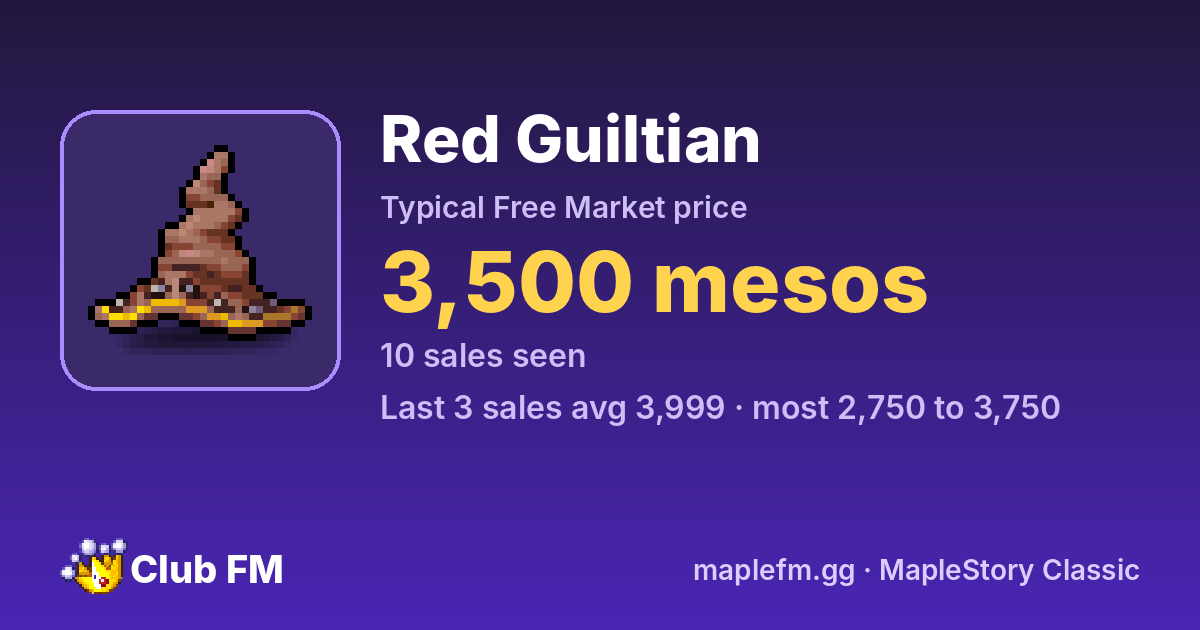 Red Guiltian
Typical Free Market price
3,500 mesos
10 sales seen
Last 3 sales avg 3,999 · most 2,750 to 3,750
Club FM
maplefm.gg · MapleStory Classic